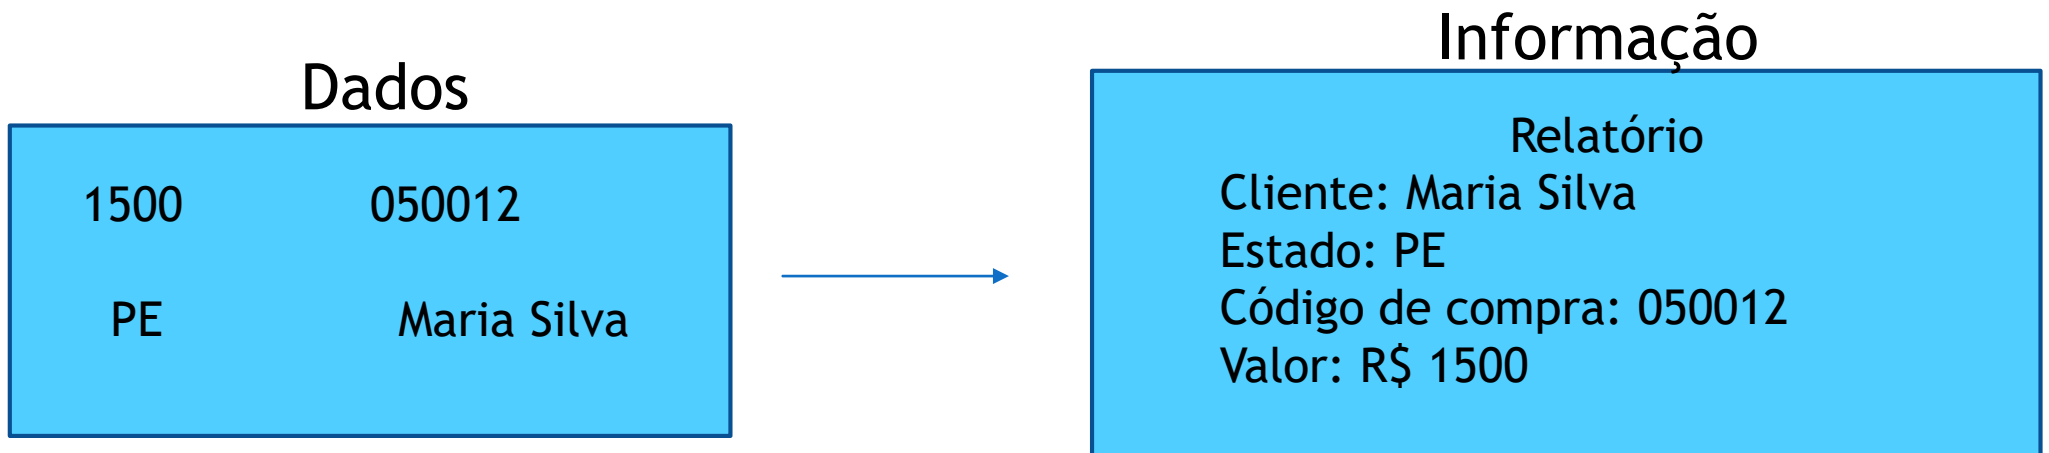 Dados
1500 050012
PE Maria Silva
Informação
Relatório
Cliente: Maria Silva
Estado: PE
Código de compra: 050012
Valor: R$ 1500